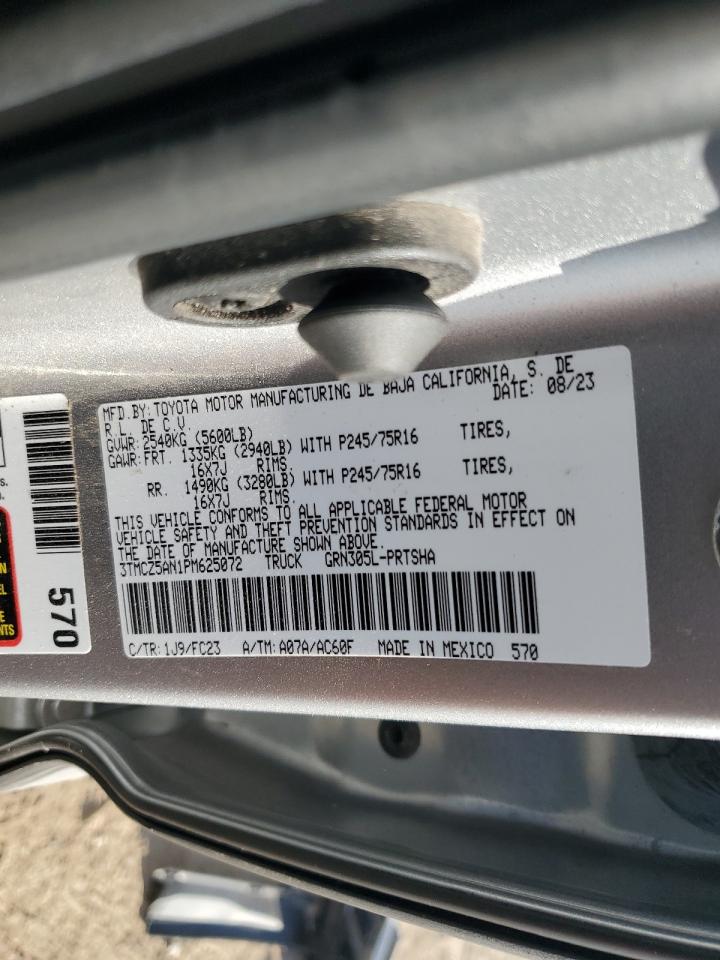 MFD.BY:TOYOTA MOTOR MANUFACTURING DE BAJA CALIFORNIA, S. DE
R.L. DE C.V. DATE: 08/23
GVWR: 2540KG (5600LB)
GAWR:FRT. 1335KG (2940LB) WITH P245/75R16 TIRES,
16X7J RIMS.
RR. 1490KG (3280LB) WITH P245/75R16 TIRES,
16X7J RIMS.
THIS VEHICLE CONFORMS TO ALL APPLICABLE FEDERAL MOTOR
VEHICLE SAFETY AND THEFT PREVENTION STANDARDS IN EFFECT ON
THE DATE OF MANUFACTURE SHOWN ABOVE.
3TMCZ5AN1PM625072 TRUCK GRN305L-PRTSHA
C/TR: 1J9/FC23 A/TM: A07A/AC60F MADE IN MEXICO 570
570